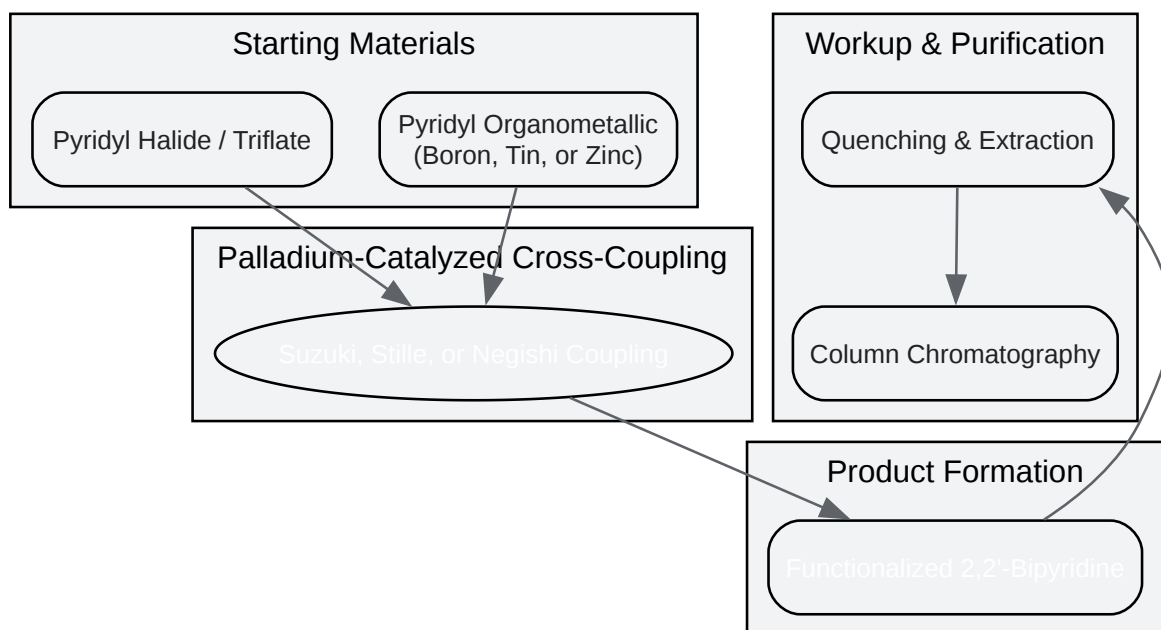 Starting Materials
Pyridyl Halide / Triflate
Pyridyl Organometallic
(Boron, Tin, or Zinc)
Palladium-Catalyzed Cross-Coupling
Suzuki, Stille, or Negishi Coupling
Workup & Purification
Quenching & Extraction
Column Chromatography
Product Formation
Functionalized 2,2'-Bipyridine